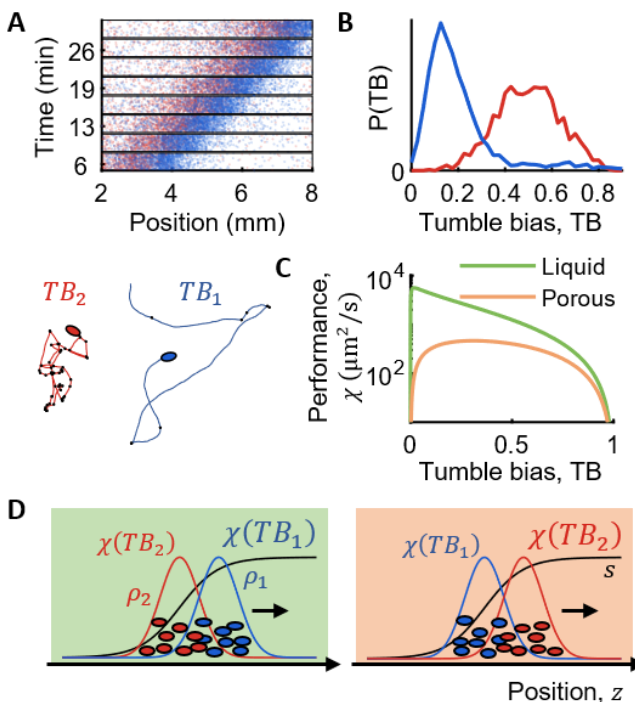 A
Time (min)
26
19
13
6
2
4
6
8
Position (mm)
B
P(TB)
0
0
0.2
0.4
0.6
0.8
Tumble bias, TB
TB₂
TB₁
C
Performance,
χ (μm²/s)
10⁴
10²
Liquid
Porous
0
0.5
1
Tumble bias, TB
D
χ(TB₂)
χ(TB₁)
ρ₂
ρ₁
χ(TB₁)
χ(TB₂)
s
Position, z